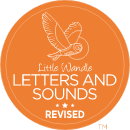 Little Wandle
LETTERS AND
SOUNDS
REVISED
TM